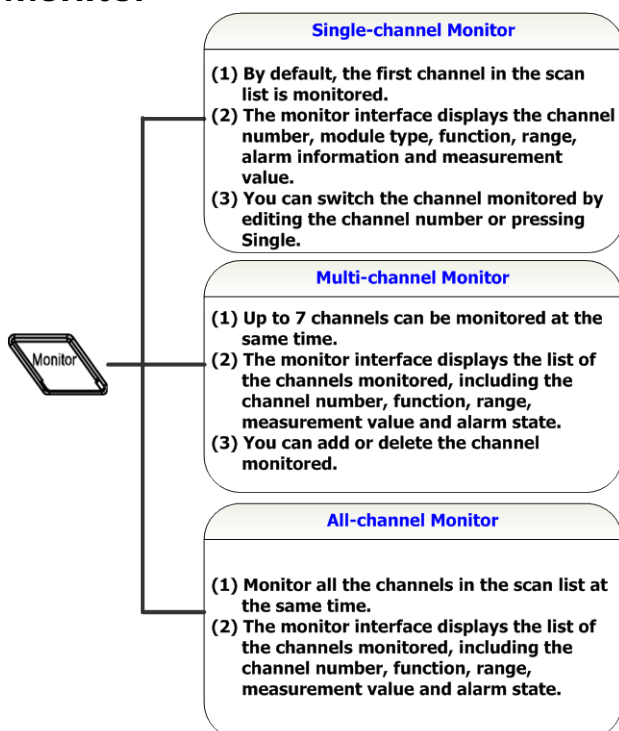 Monitor
Single-channel Monitor
(1) By default, the first channel in the scan
list is monitored.
(2) The monitor interface displays the channel
number, module type, function, range,
alarm information and measurement
value.
(3) You can switch the channel monitored by
editing the channel number or pressing
Single.
Monitor
Multi-channel Monitor
(1) Up to 7 channels can be monitored at the
same time.
(2) The monitor interface displays the list of
the channels monitored, including the
channel number, function, range,
measurement value and alarm state.
(3) You can add or delete the channel
monitored.
All-channel Monitor
(1) Monitor all the channels in the scan list at
the same time.
(2) The monitor interface displays the list of
the channels monitored, including the
channel number, function, range,
measurement value and alarm state.